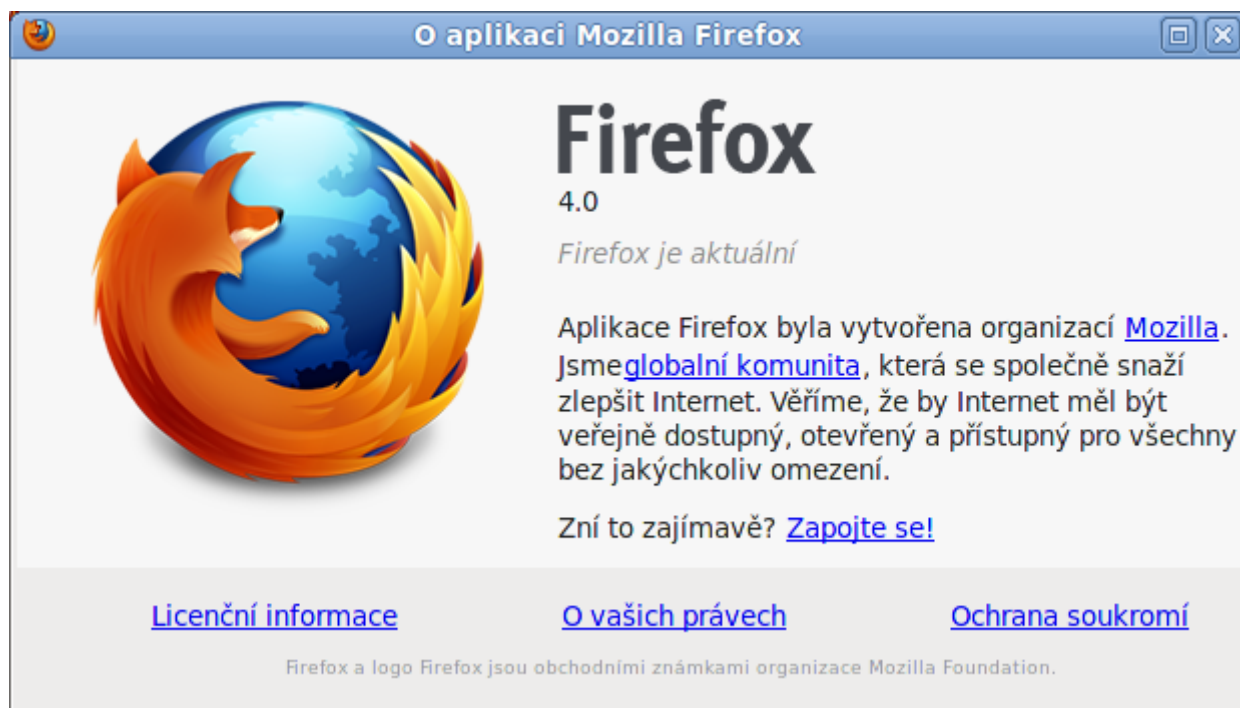 O aplikaci Mozilla Firefox
Firefox
4.0
Firefox je aktuální
Aplikace Firefox byla vytvořena organizací Mozilla.
Jsmeglobalní komunita, která se společně snaží
zlepšit Internet. Věříme, že by Internet měl být
veřejně dostupný, otevřený a přístupný pro všechny
bez jakýchkoliv omezení.
Zní to zajímavě? Zapojte se!
Licenční informace O vašich právech Ochrana soukromí
Firefox a logo Firefox jsou obchodními známkami organizace Mozilla Foundation.